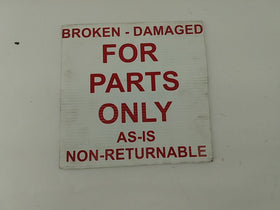 BROKEN - DAMAGED
FOR
PARTS
ONLY
AS-IS
NON-RETURNABLE